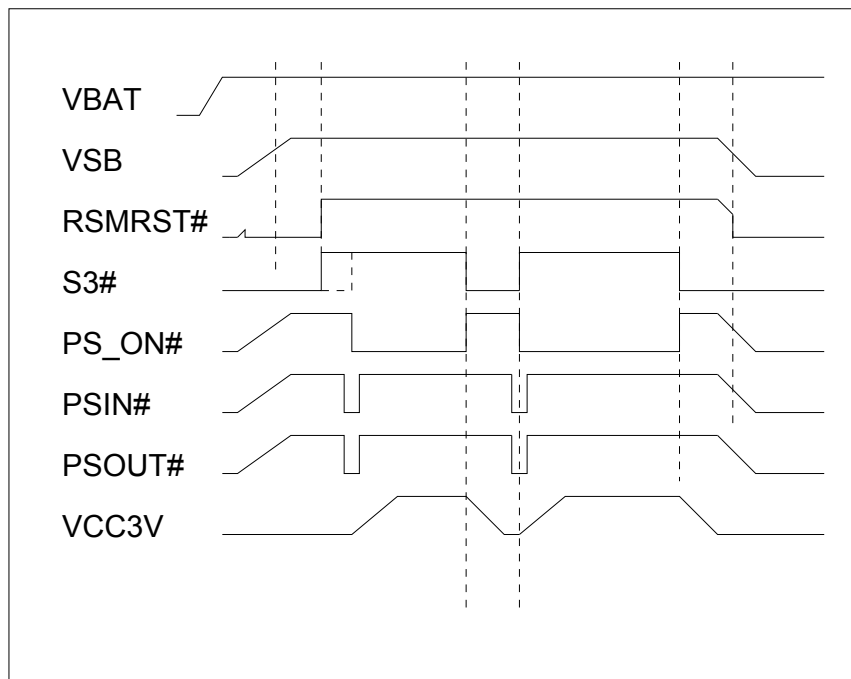 VBAT
VSB
RSMRST#
S3#
PS_ON#
PSIN#
PSOUT#
VCC3V